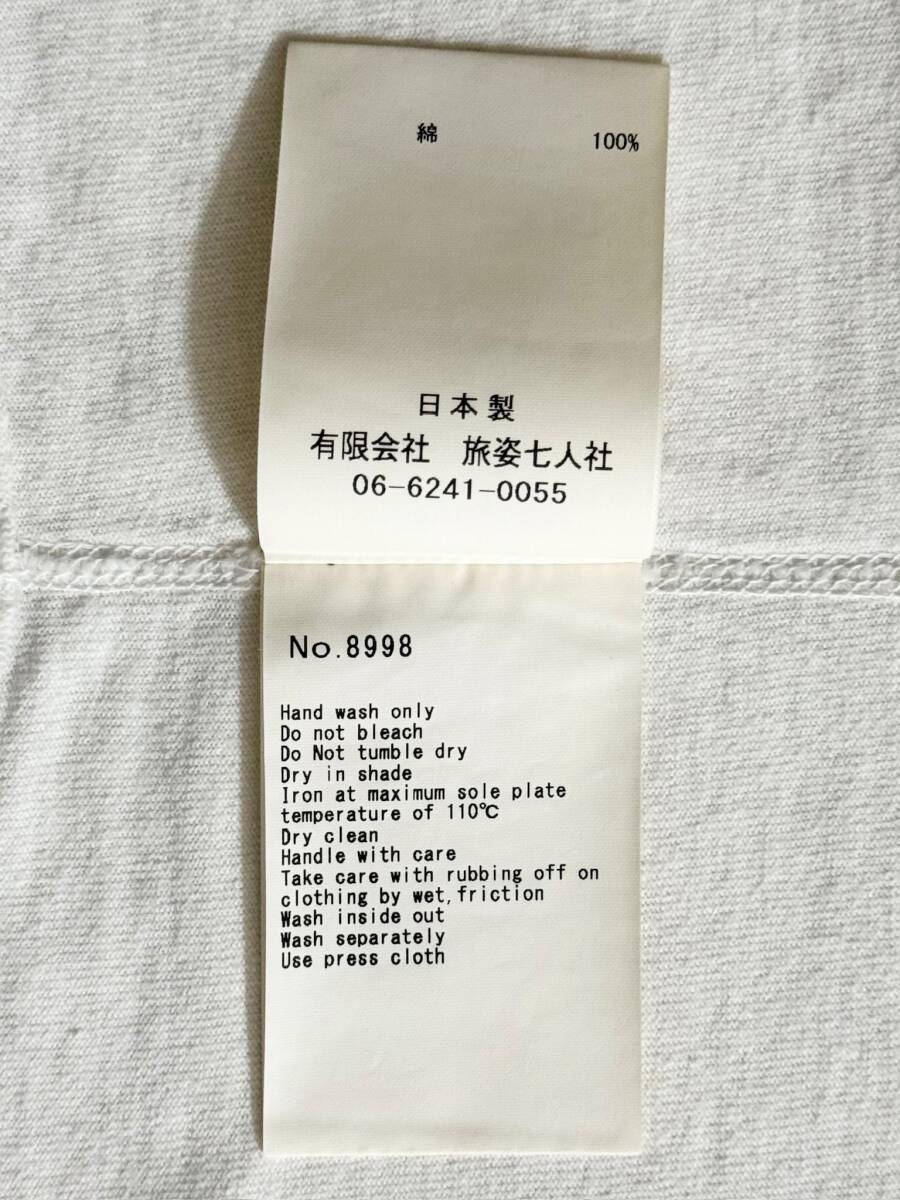 綿 100%
日本製
有限会社 旅姿七人社
06-6241-0055
No.8998
Hand wash only
Do not bleach
Do Not tumble dry
Dry in shade
Iron at maximum sole plate
temperature of 110℃
Dry clean
Handle with care
Take care with rubbing off on
clothing by wet,friction
Wash inside out
Wash separately
Use press cloth